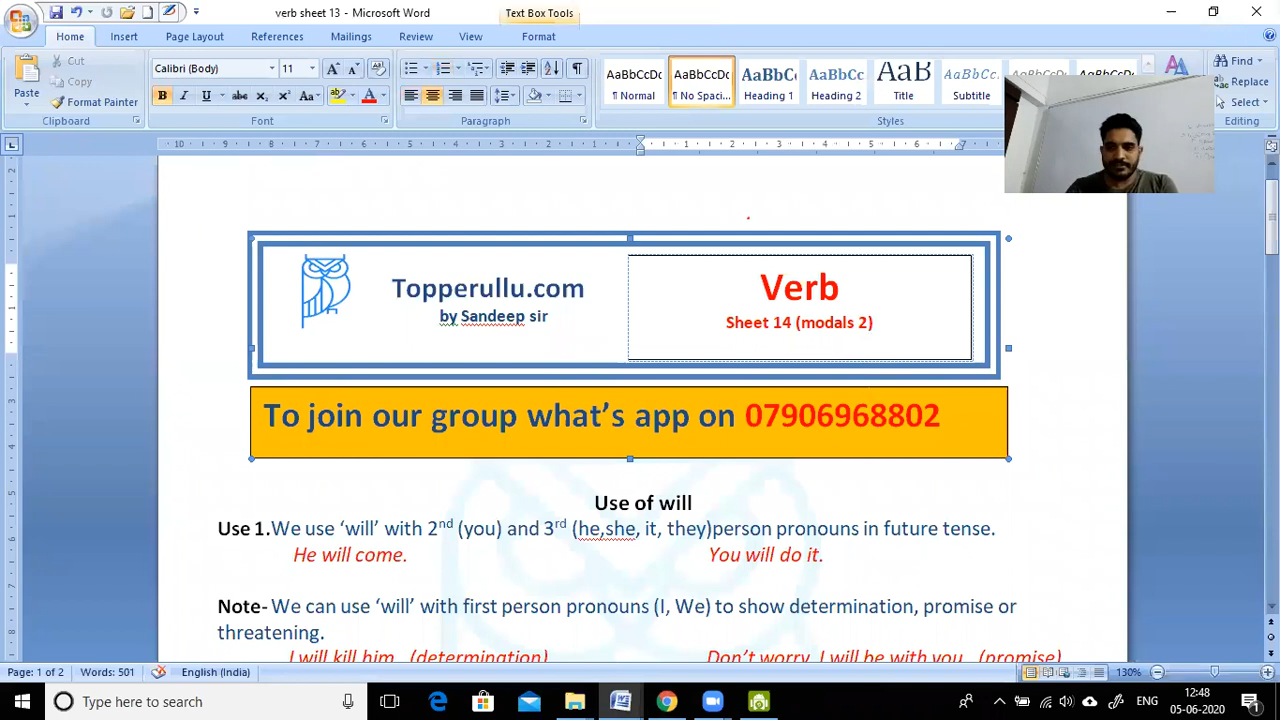 verb sheet 13 - Microsoft Word
Text Box Tools
Home Insert Page Layout References Mailings Review View Format
Paste
Cut
Copy
Format Painter
Clipboard
Calibri (Body) 11
Font
Paragraph
AaBbCcDc AaBbCcDc AaBbCc AaBbCc AaB AaBbCcL AaBbCcDc AaBbCcDc
¶ Normal ¶ No Spaci... Heading 1 Heading 2 Title Subtitle
Styles
Find
Replace
Select
Editing
Topperullu.com
by Sandeep sir
Verb
Sheet 14 (modals 2)
To join our group what's app on 07906968802
Use of will
Use 1.We use ‘will’ with 2nd (you) and 3rd (he,she, it, they)person pronouns in future tense.
He will come. You will do it.
Note- We can use ‘will’ with first person pronouns (I, We) to show determination, promise or
threatening.
I will kill him. (determination) Don’t worry, I will be with you. (promise)
Page: 1 of 2 Words: 501 English (India) 130%
Type here to search
ENG
12:48
05-06-2020